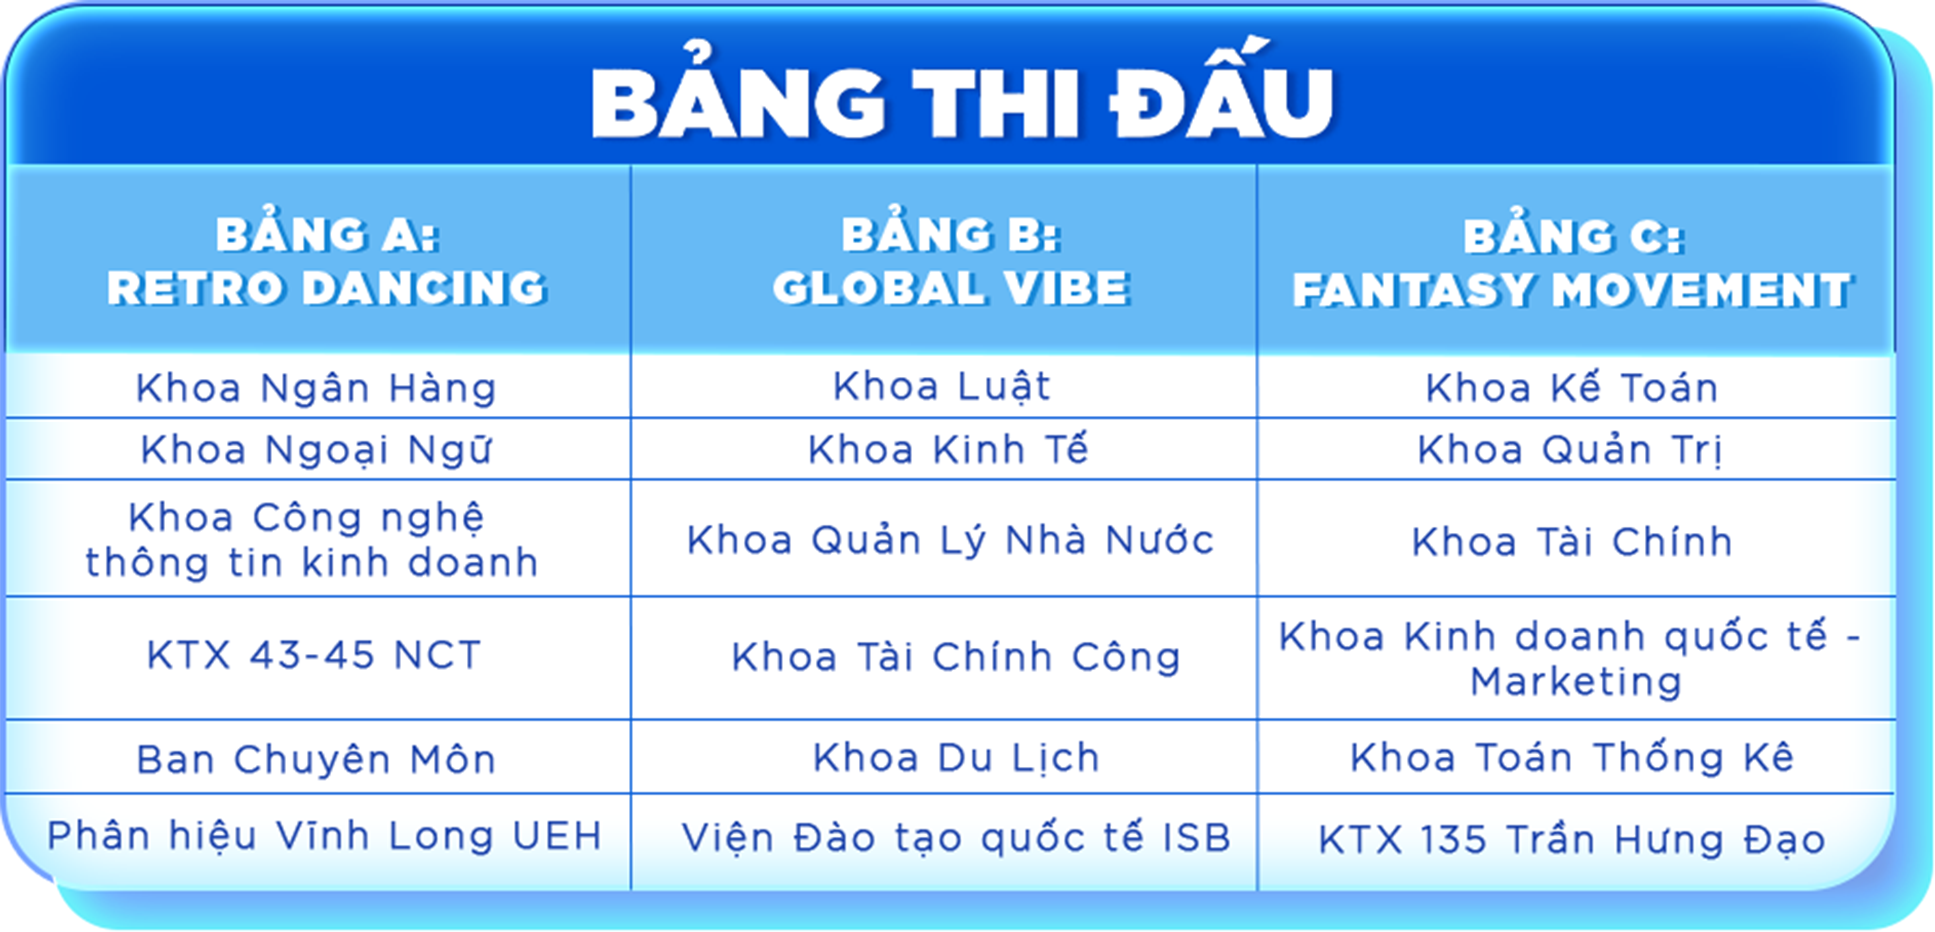 BẢNG THI ĐẤU
BẢNG A:
RETRO DANCING
BẢNG B:
GLOBAL VIBE
BẢNG C:
FANTASY MOVEMENT
Khoa Ngân Hàng
Khoa Luật
Khoa Kế Toán
Khoa Ngoại Ngữ
Khoa Kinh Tế
Khoa Quản Trị
Khoa Công nghệ
thông tin kinh doanh
Khoa Quản Lý Nhà Nước
Khoa Tài Chính
KTX 43-45 NCT
Khoa Tài Chính Công
Khoa Kinh doanh quốc tế -
Marketing
Ban Chuyên Môn
Khoa Du Lịch
Khoa Toán Thống Kê
Phân hiệu Vĩnh Long UEH
Viện Đào tạo quốc tế ISB
KTX 135 Trần Hưng Đạo